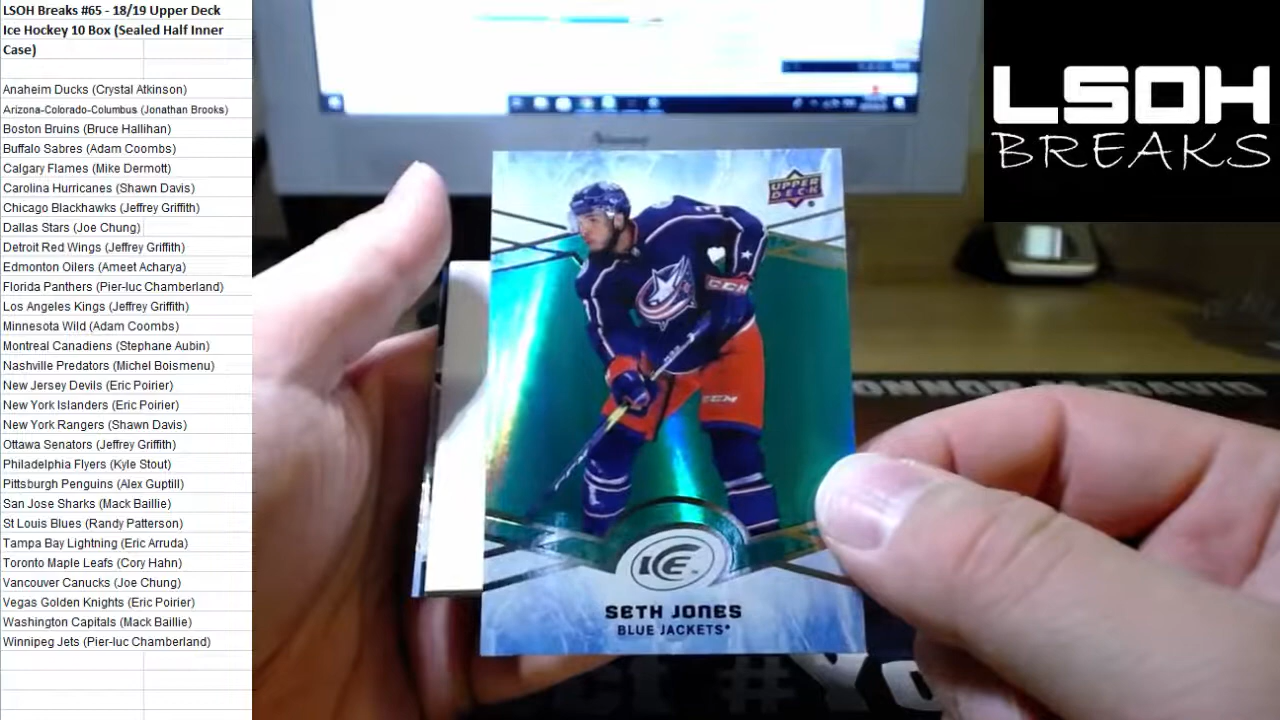 LSOH Breaks #65 - 18/19 Upper Deck
Ice Hockey 10 Box (Sealed Half Inner
Case)
Anaheim Ducks (Crystal Atkinson)
Arizona-Colorado-Columbus (Jonathan Brooks)
Boston Bruins (Bruce Hallihan)
Buffalo Sabres (Adam Coombs)
Calgary Flames (Mike Dermott)
Carolina Hurricanes (Shawn Davis)
Chicago Blackhawks (Jeffrey Griffith)
Dallas Stars (Joe Chung)
Detroit Red Wings (Jeffrey Griffith)
Edmonton Oilers (Ameet Acharya)
Florida Panthers (Pier-luc Chamberland)
Los Angeles Kings (Jeffrey Griffith)
Minnesota Wild (Adam Coombs)
Montreal Canadiens (Stephane Aubin)
Nashville Predators (Michel Boismenu)
New Jersey Devils (Eric Poirier)
New York Islanders (Eric Poirier)
New York Rangers (Shawn Davis)
Ottawa Senators (Jeffrey Griffith)
Philadelphia Flyers (Kyle Stout)
Pittsburgh Penguins (Alex Guptill)
San Jose Sharks (Mack Baillie)
St Louis Blues (Randy Patterson)
Tampa Bay Lightning (Eric Arruda)
Toronto Maple Leafs (Cory Hahn)
Vancouver Canucks (Joe Chung)
Vegas Golden Knights (Eric Poirier)
Washington Capitals (Mack Baillie)
Winnipeg Jets (Pier-luc Chamberland)
LSOH
BREAKS
UPPER
DECK
CCM
CCM
ICE
SETH JONES
BLUE JACKETS